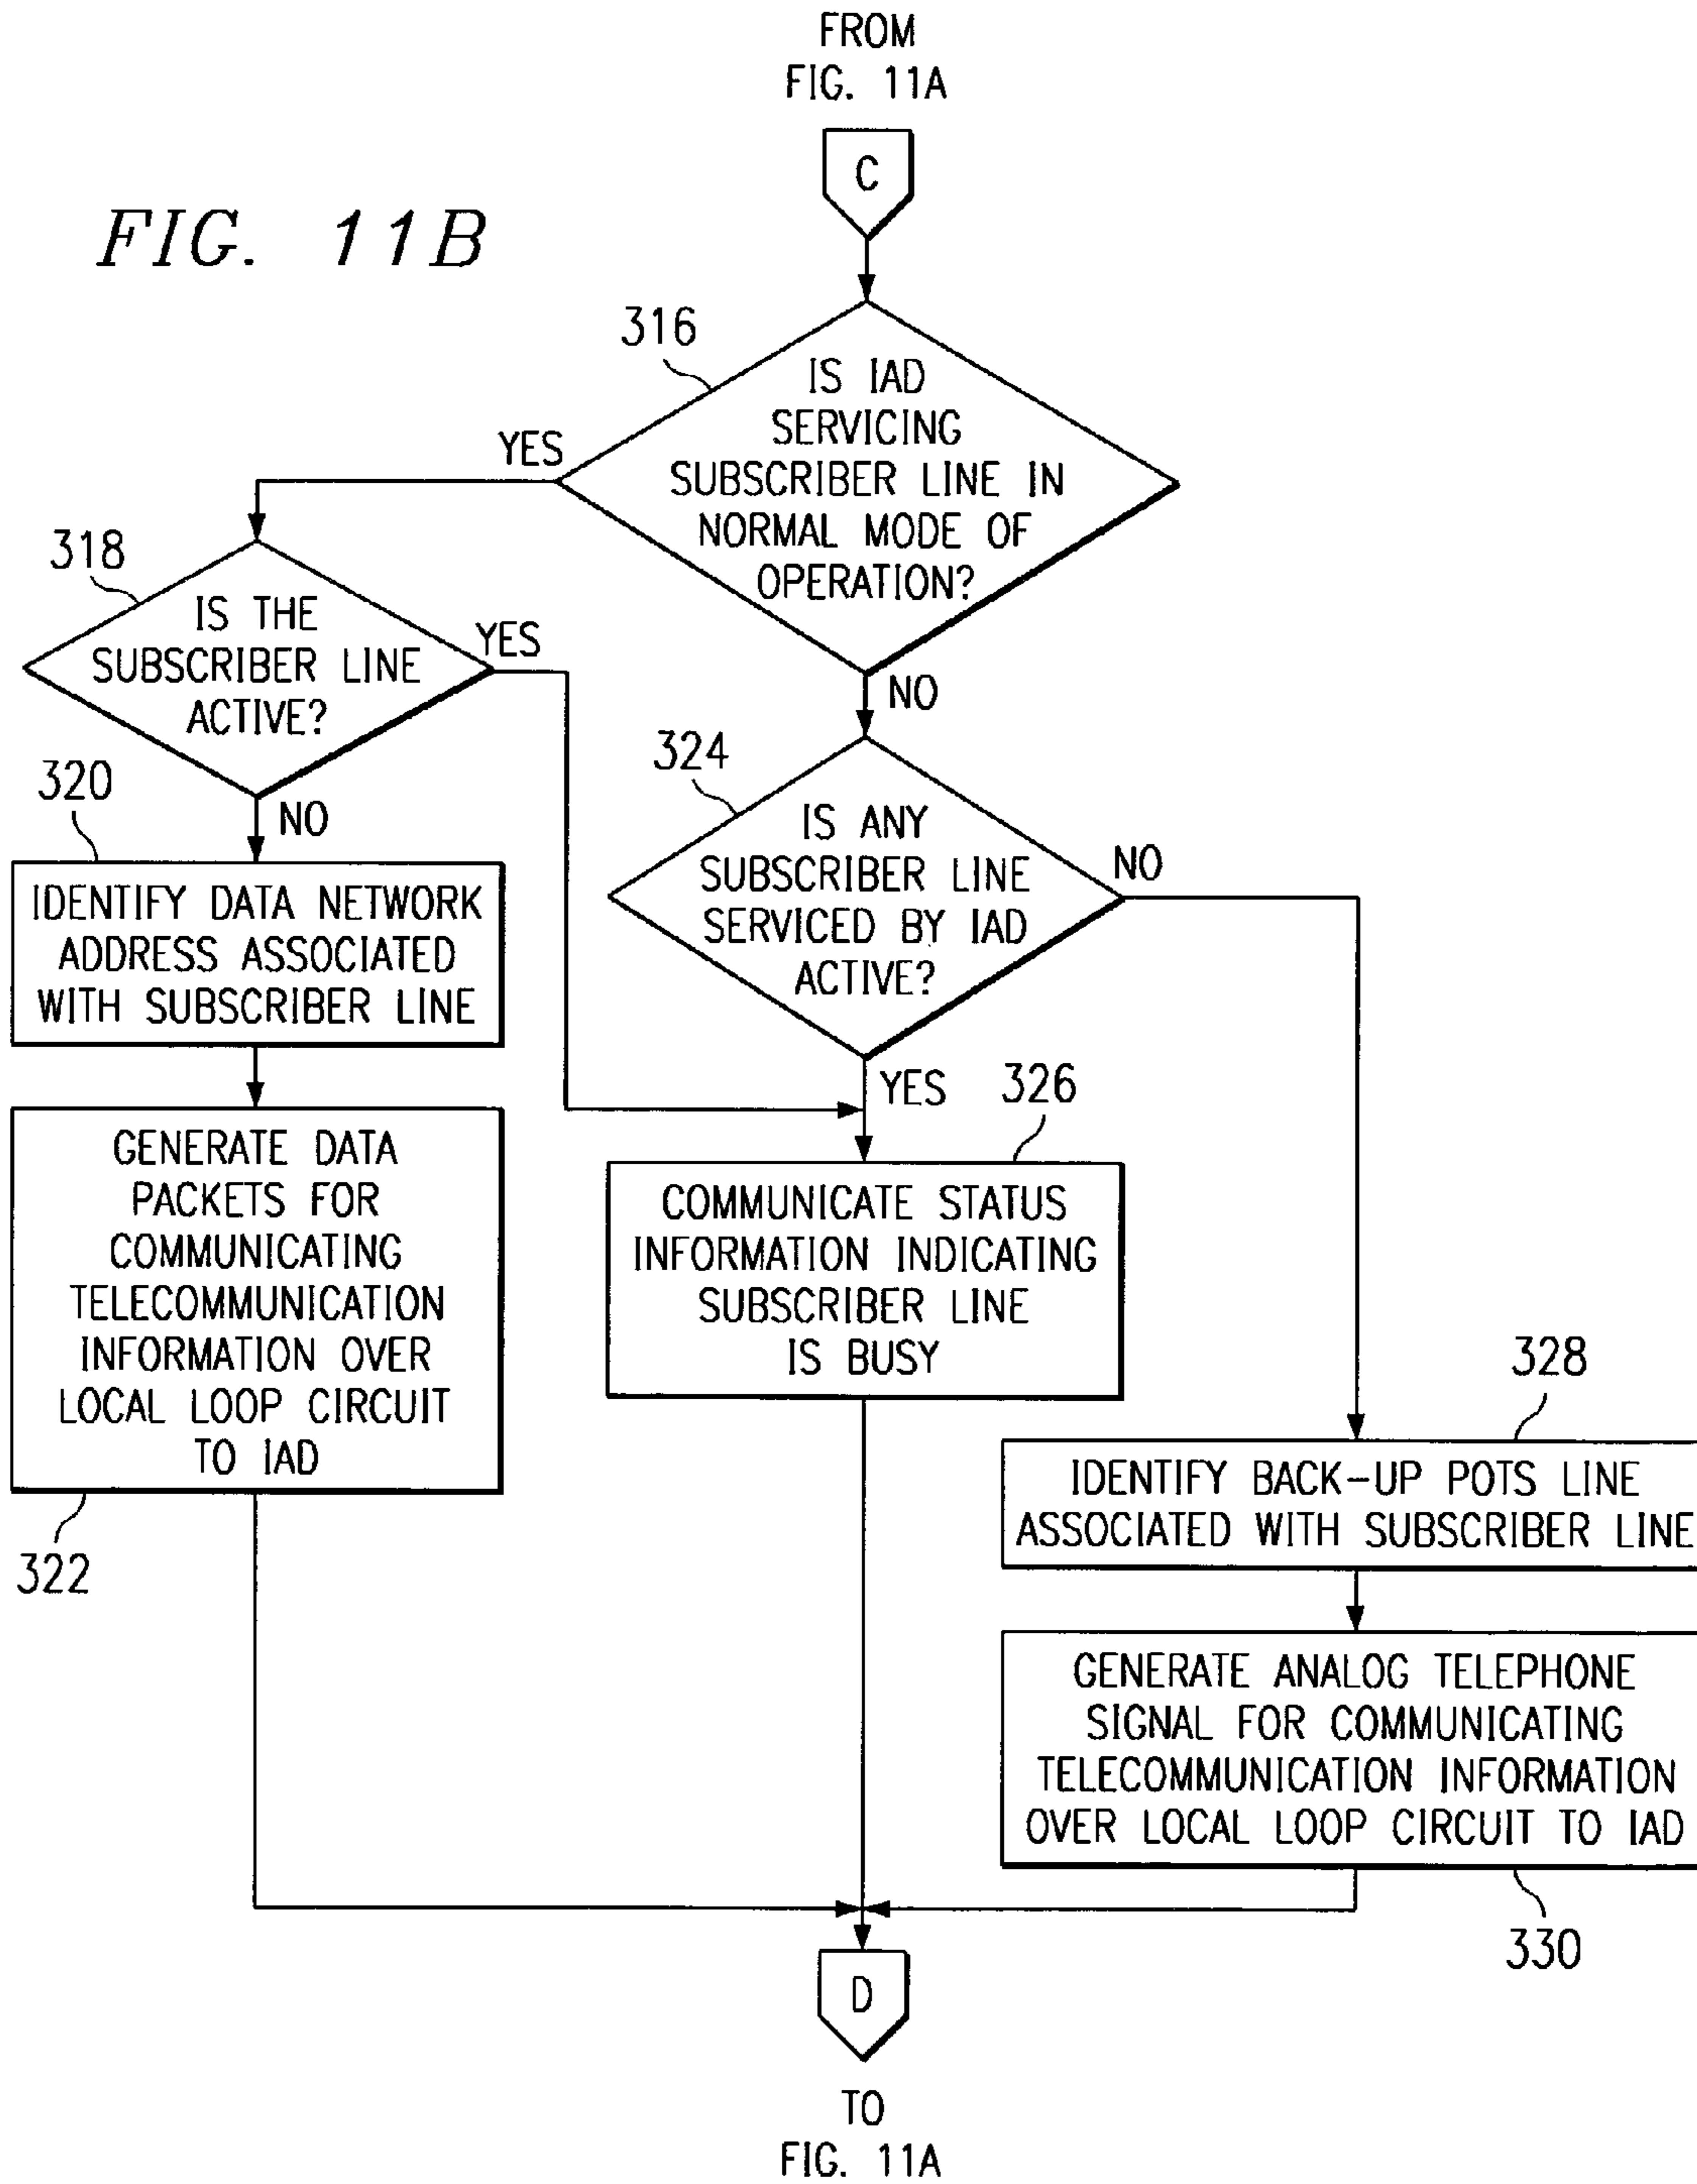 FROM
FIG. 11A
C
FIG. 11B
316
IS IAD
SERVICING
SUBSCRIBER LINE IN
NORMAL MODE OF
OPERATION?
YES
NO
318
IS THE
SUBSCRIBER LINE
ACTIVE?
YES
NO
320
IDENTIFY DATA NETWORK
ADDRESS ASSOCIATED
WITH SUBSCRIBER LINE
GENERATE DATA
PACKETS FOR
COMMUNICATING
TELECOMMUNICATION
INFORMATION OVER
LOCAL LOOP CIRCUIT
TO IAD
322
324
IS ANY
SUBSCRIBER LINE
SERVICED BY IAD
ACTIVE?
NO
YES
326
COMMUNICATE STATUS
INFORMATION INDICATING
SUBSCRIBER LINE
IS BUSY
328
IDENTIFY BACK-UP POTS LINE
ASSOCIATED WITH SUBSCRIBER LINE
GENERATE ANALOG TELEPHONE
SIGNAL FOR COMMUNICATING
TELECOMMUNICATION INFORMATION
OVER LOCAL LOOP CIRCUIT TO IAD
330
D
TO
FIG. 11A